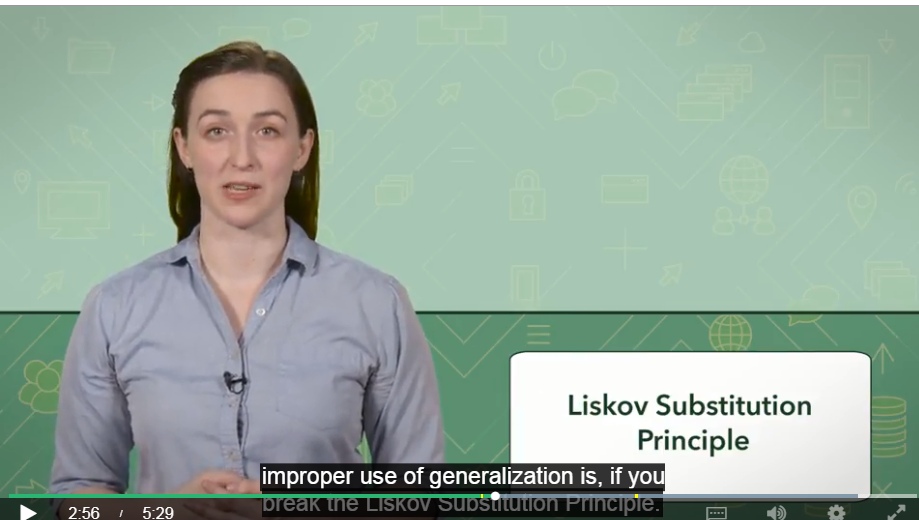 Liskov Substitution
Principle
improper use of generalization is, if you
break the Liskov Substitution Principle.
2:56 / 5:29